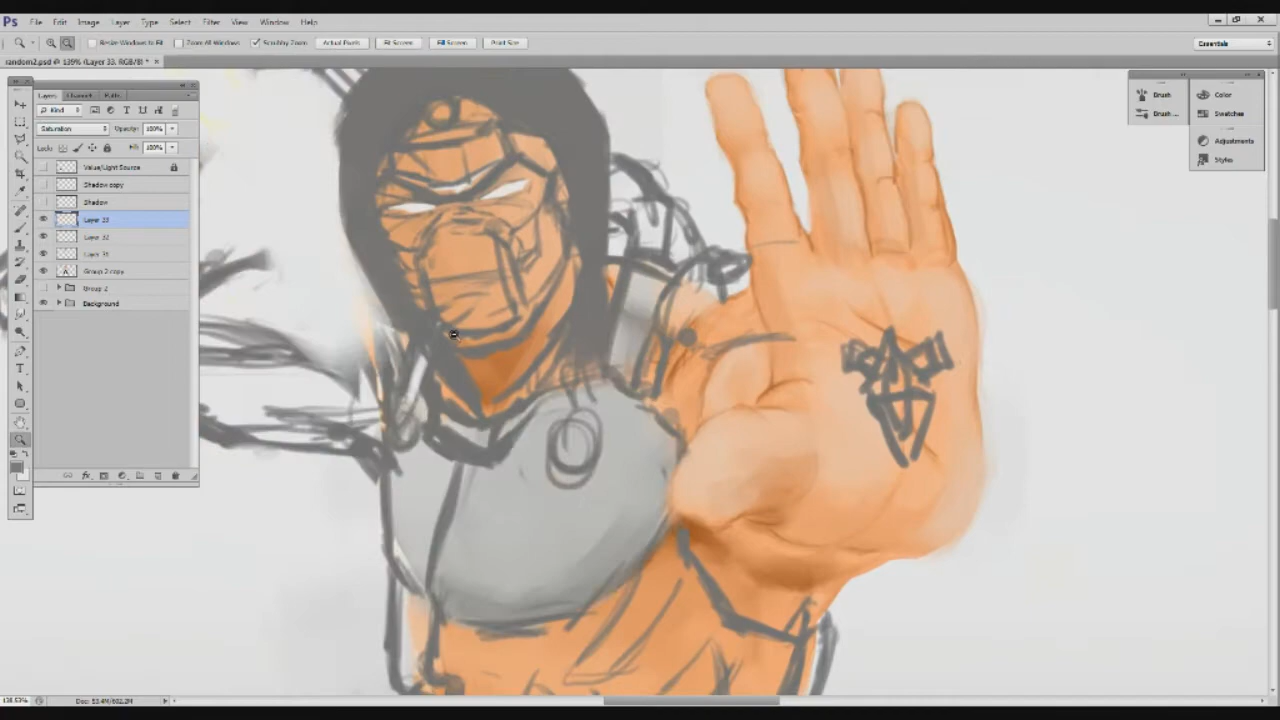 Ps File Edit Image Layer Type Select Filter View Window Help
Resize Windows to Fit Zoom All Windows Scrubby Zoom Actual Pixels Fit Screen Fill Screen Print Size Essentials
random2.psd @ 139% (Layer 33, RGB/8) * ×
Layers Channels Paths
Kind
Saturation Opacity: 100%
Lock: Fill: 100%
Value/Light Source
Shadow copy
Shadow
Layer 33
Layer 32
Layer 31
Group 2 copy
Group 2
Background
Brush
Brush ...
Color
Swatches
Adjustments
Styles
Doc: 53.4M/602.2M